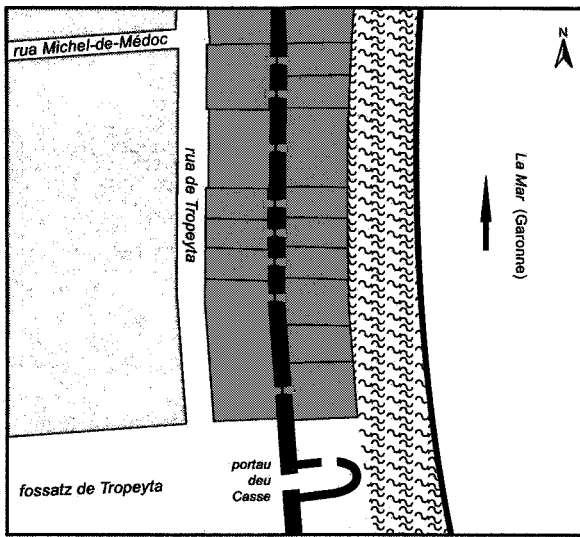 rua Michel-de-Médoc
N
rua de Tropeyta
La Mar (Garonne)
portau
deu
Casse
fossatz de Tropeyta